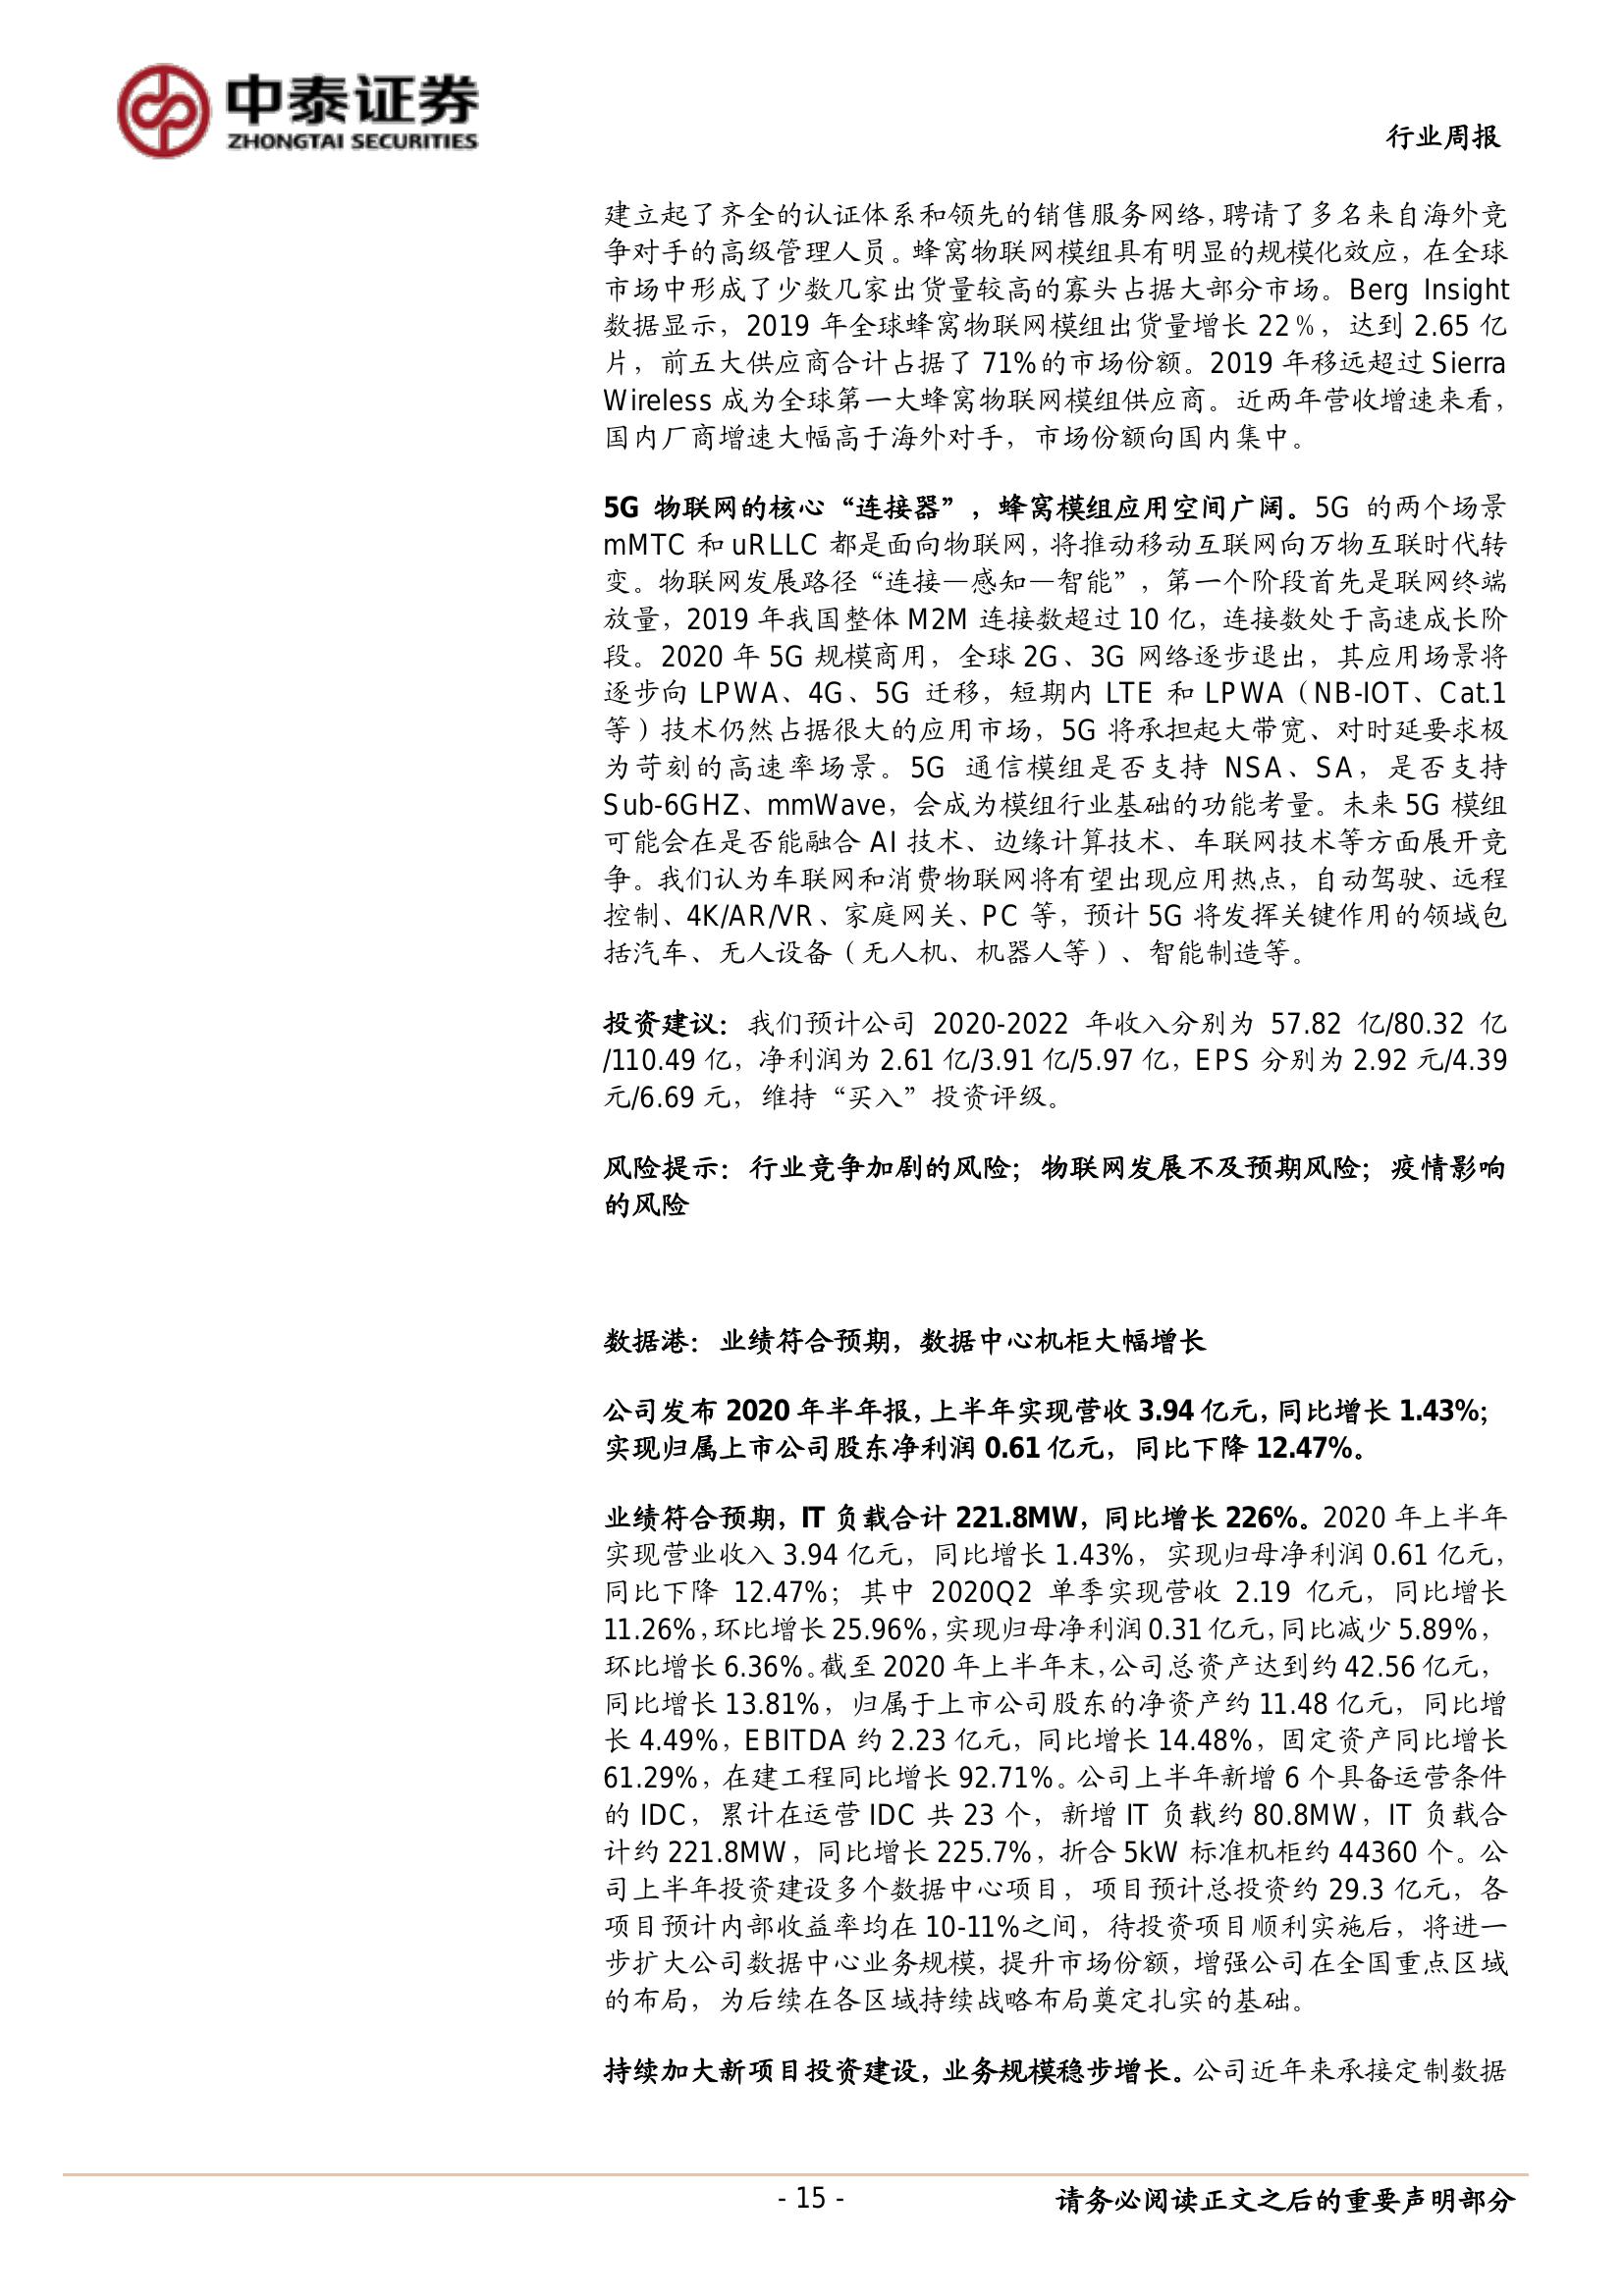 中泰证券
ZHONGTAI SECURITIES
行业周报
建立起了齐全的认证体系和领先的销售服务网络，聘请了多名来自海外竞
争对手的高级管理人员。蜂窝物联网模组具有明显的规模化效应，在全球
市场中形成了少数几家出货量较高的寡头占据大部分市场。Berg Insight
数据显示，2019 年全球蜂窝物联网模组出货量增长 22％，达到 2.65 亿
片，前五大供应商合计占据了 71%的市场份额。2019 年移远超过 Sierra
Wireless 成为全球第一大蜂窝物联网模组供应商。近两年营收增速来看，
国内厂商增速大幅高于海外对手，市场份额向国内集中。
5G 物联网的核心“连接器”，蜂窝模组应用空间广阔。5G 的两个场景
mMTC 和 uRLLC 都是面向物联网，将推动移动互联网向万物互联时代转
变。物联网发展路径“连接—感知—智能”，第一个阶段首先是联网终端
放量，2019 年我国整体 M2M 连接数超过 10 亿，连接数处于高速成长阶
段。2020 年 5G 规模商用，全球 2G、3G 网络逐步退出，其应用场景将
逐步向 LPWA、4G、5G 迁移，短期内 LTE 和 LPWA（NB-IOT、Cat.1
等）技术仍然占据很大的应用市场，5G 将承担起大带宽、对时延要求极
为苛刻的高速率场景。5G 通信模组是否支持 NSA、SA，是否支持
Sub-6GHZ、mmWave，会成为模组行业基础的功能考量。未来 5G 模组
可能会在是否能融合 AI 技术、边缘计算技术、车联网技术等方面展开竞
争。我们认为车联网和消费物联网将有望出现应用热点，自动驾驶、远程
控制、4K/AR/VR、家庭网关、PC 等，预计 5G 将发挥关键作用的领域包
括汽车、无人设备（无人机、机器人等）、智能制造等。
投资建议：我们预计公司 2020-2022 年收入分别为 57.82 亿/80.32 亿
/110.49 亿，净利润为 2.61 亿/3.91 亿/5.97 亿，EPS 分别为 2.92 元/4.39
元/6.69 元，维持“买入”投资评级。
风险提示：行业竞争加剧的风险；物联网发展不及预期风险；疫情影响
的风险
数据港：业绩符合预期，数据中心机柜大幅增长
公司发布 2020 年半年报，上半年实现营收 3.94 亿元，同比增长 1.43%；
实现归属上市公司股东净利润 0.61 亿元，同比下降 12.47%。
业绩符合预期，IT 负载合计 221.8MW，同比增长 226%。2020 年上半年
实现营业收入 3.94 亿元，同比增长 1.43%，实现归母净利润 0.61 亿元，
同比下降 12.47%；其中 2020Q2 单季实现营收 2.19 亿元，同比增长
11.26%，环比增长 25.96%，实现归母净利润 0.31 亿元，同比减少 5.89%，
环比增长 6.36%。截至 2020 年上半年末，公司总资产达到约 42.56 亿元，
同比增长 13.81%，归属于上市公司股东的净资产约 11.48 亿元，同比增
长 4.49%，EBITDA 约 2.23 亿元，同比增长 14.48%，固定资产同比增长
61.29%，在建工程同比增长 92.71%。公司上半年新增 6 个具备运营条件
的 IDC，累计在运营 IDC 共 23 个，新增 IT 负载约 80.8MW，IT 负载合
计约 221.8MW，同比增长 225.7%，折合 5kW 标准机柜约 44360 个。公
司上半年投资建设多个数据中心项目，项目预计总投资约 29.3 亿元，各
项目预计内部收益率均在 10-11%之间，待投资项目顺利实施后，将进一
步扩大公司数据中心业务规模，提升市场份额，增强公司在全国重点区域
的布局，为后续在各区域持续战略布局奠定扎实的基础。
持续加大新项目投资建设，业务规模稳步增长。公司近年来承接定制数据
- 15 -
请务必阅读正文之后的重要声明部分